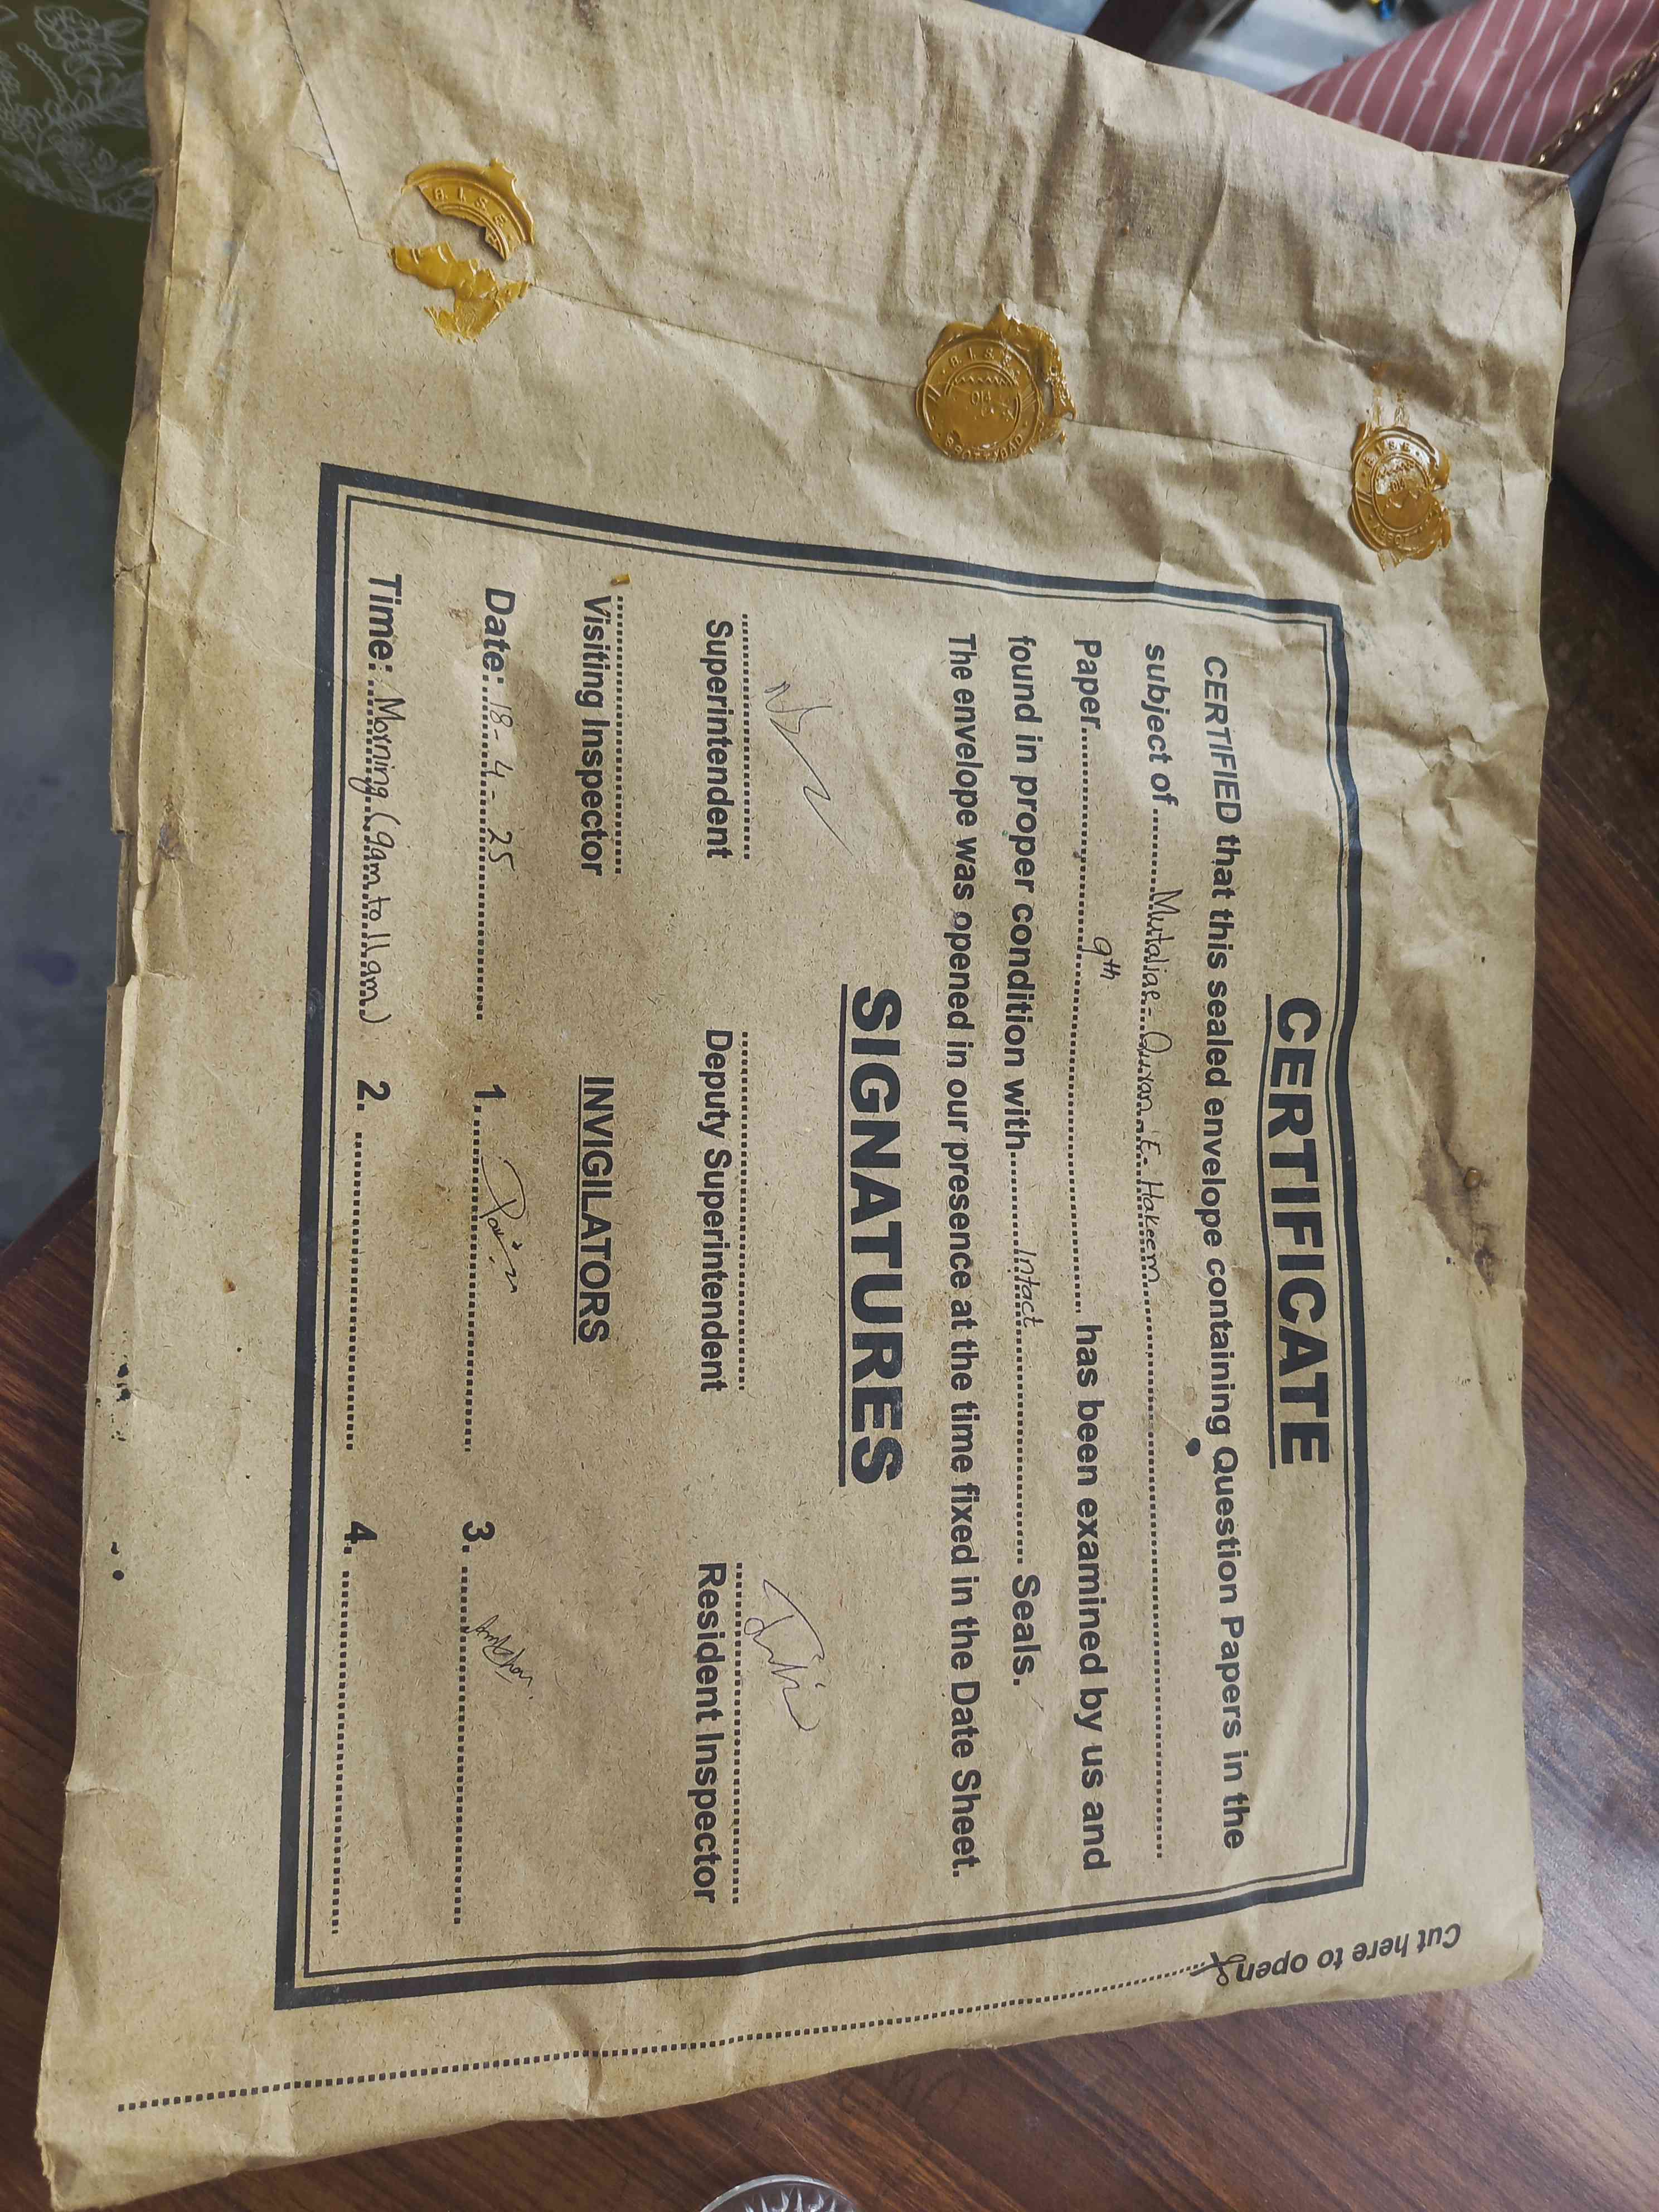 B. I. S. E.
B. I. S. E.
014
ABBOTTABAD
B. I. S. E.
CERTIFICATE
CERTIFIED that this sealed envelope containing Question Papers in the
subject of ........Mutaliae - Quran - E - Hakeem........
Paper........9th........ has been examined by us and
found in proper condition with........Intact........ Seals.
The envelope was opened in our presence at the time fixed in the Date Sheet.
SIGNATURES
Superintendent Deputy Superintendent Resident Inspector
Visiting Inspector INVIGILATORS
Date: 18 - 4 - 25 1. 3.
Time: Morning (9am to 11am) 2. 4.
Cut here to open